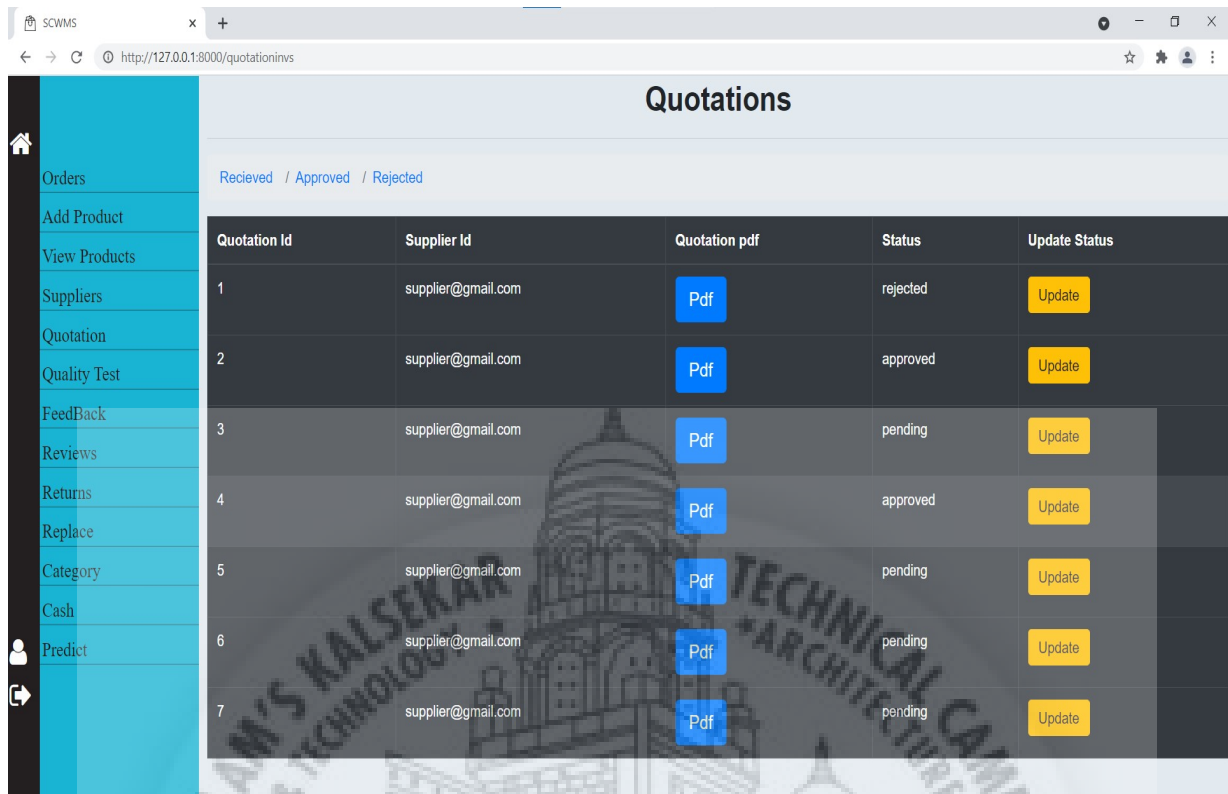 SCWMS
http://127.0.0.1:8000/quotationinvs
Quotations
Recieved / Approved / Rejected
Orders
Add Product
View Products
Suppliers
Quotation
Quality Test
FeedBack
Reviews
Returns
Replace
Category
Cash
Predict
Quotation Id Supplier Id Quotation pdf Status Update Status
1 supplier@gmail.com Pdf rejected Update
2 supplier@gmail.com Pdf approved Update
3 supplier@gmail.com Pdf pending Update
4 supplier@gmail.com Pdf approved Update
5 supplier@gmail.com Pdf pending Update
6 supplier@gmail.com Pdf pending Update
7 supplier@gmail.com Pdf pending Update
KALSEKAR TECHNICAL
TECHNOLOGY